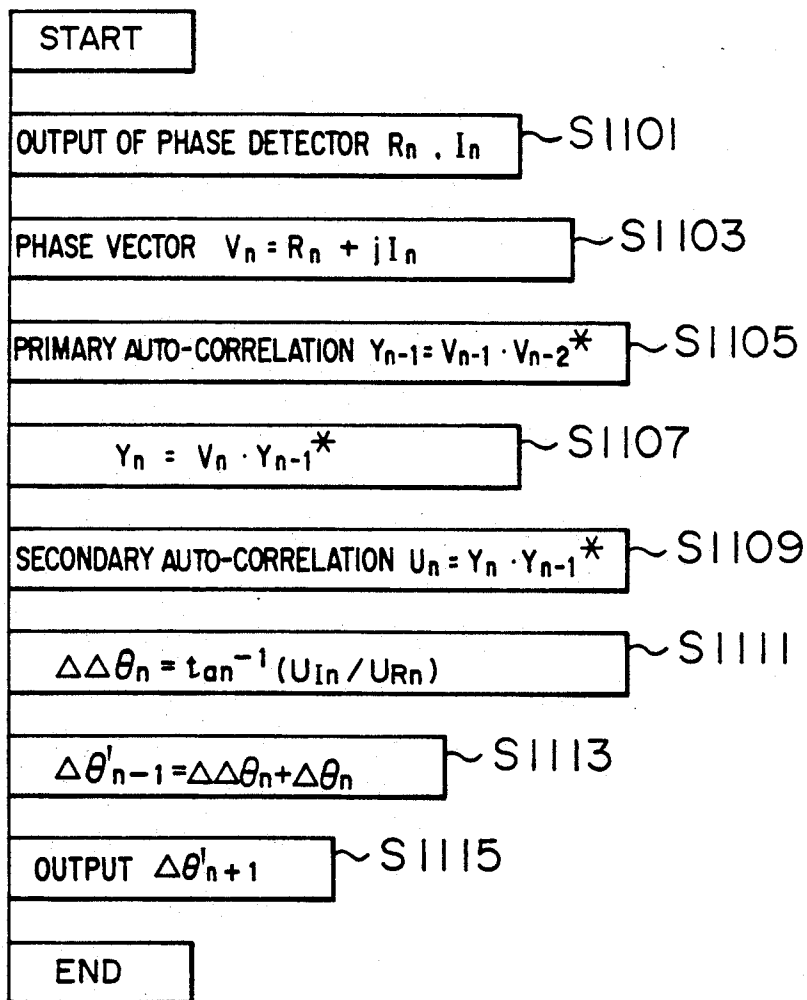 START
OUTPUT OF PHASE DETECTOR Rn . In ~S1101
PHASE VECTOR Vn = Rn + jIn ~S1103
PRIMARY AUTO-CORRELATION Yn-1 = Vn-1 · Vn-2* ~S1105
Yn = Vn · Yn-1* ~S1107
SECONDARY AUTO-CORRELATION Un = Yn · Yn-1* ~S1109
ΔΔθn = tan⁻¹ (UIn / URn) ~S1111
Δθ'n-1 = ΔΔθn + Δθn ~S1113
OUTPUT Δθ'n+1 ~S1115
END